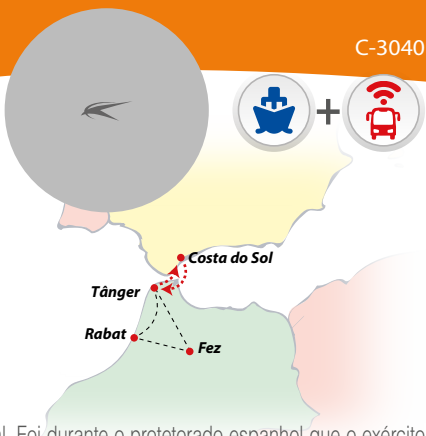 C-3040
+
Costa do Sol
Tânger
Rabat
Fez
l. Foi durante o protetorado espanhol que o exército